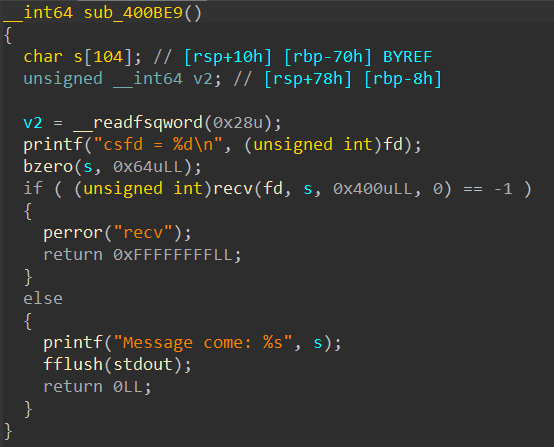 __int64 sub_400BE9()
{
  char s[104]; // [rsp+10h] [rbp-70h] BYREF
  unsigned __int64 v2; // [rsp+78h] [rbp-8h]

  v2 = __readfsqword(0x28u);
  printf("csfd = %d\n", (unsigned int)fd);
  bzero(s, 0x64uLL);
  if ( (unsigned int)recv(fd, s, 0x400uLL, 0) == -1 )
  {
    perror("recv");
    return 0xFFFFFFFFLL;
  }
  else
  {
    printf("Message come: %s", s);
    fflush(stdout);
    return 0LL;
  }
}